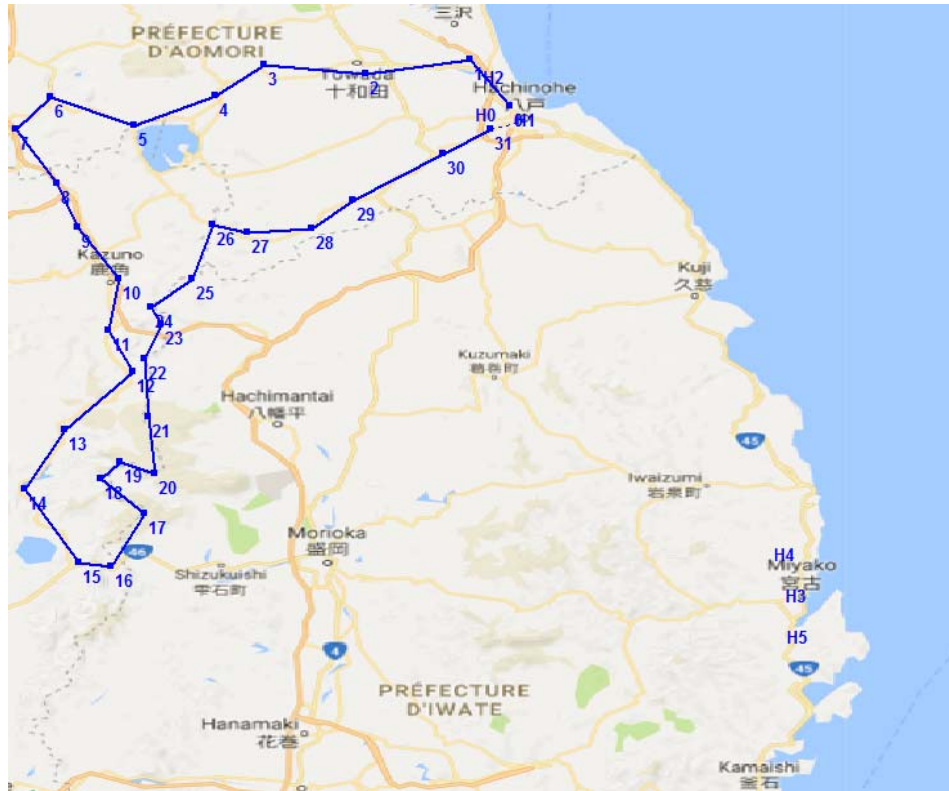 三沢
PRÉFECTURE
D'AOMORI
3
Towada
十和田
2
1
H2
Hachinohe
八戸
H0
H1
31
4
5
6
7
30
8
29
9
26
27
28
Kazuno
鹿角
10
25
Kuji
久慈
24
23
11
22
12
Kuzumaki
葛巻町
Hachimantai
八幡平
21
13
45
19
20
18
14
17
Iwaizumi
岩泉町
Morioka
盛岡
46
15
16
Shizukuishi
雫石町
H4
Miyako
宮古
H3
H5
4
45
PRÉFECTURE
D'IWATE
Hanamaki
花巻
Kamaishi
釜石